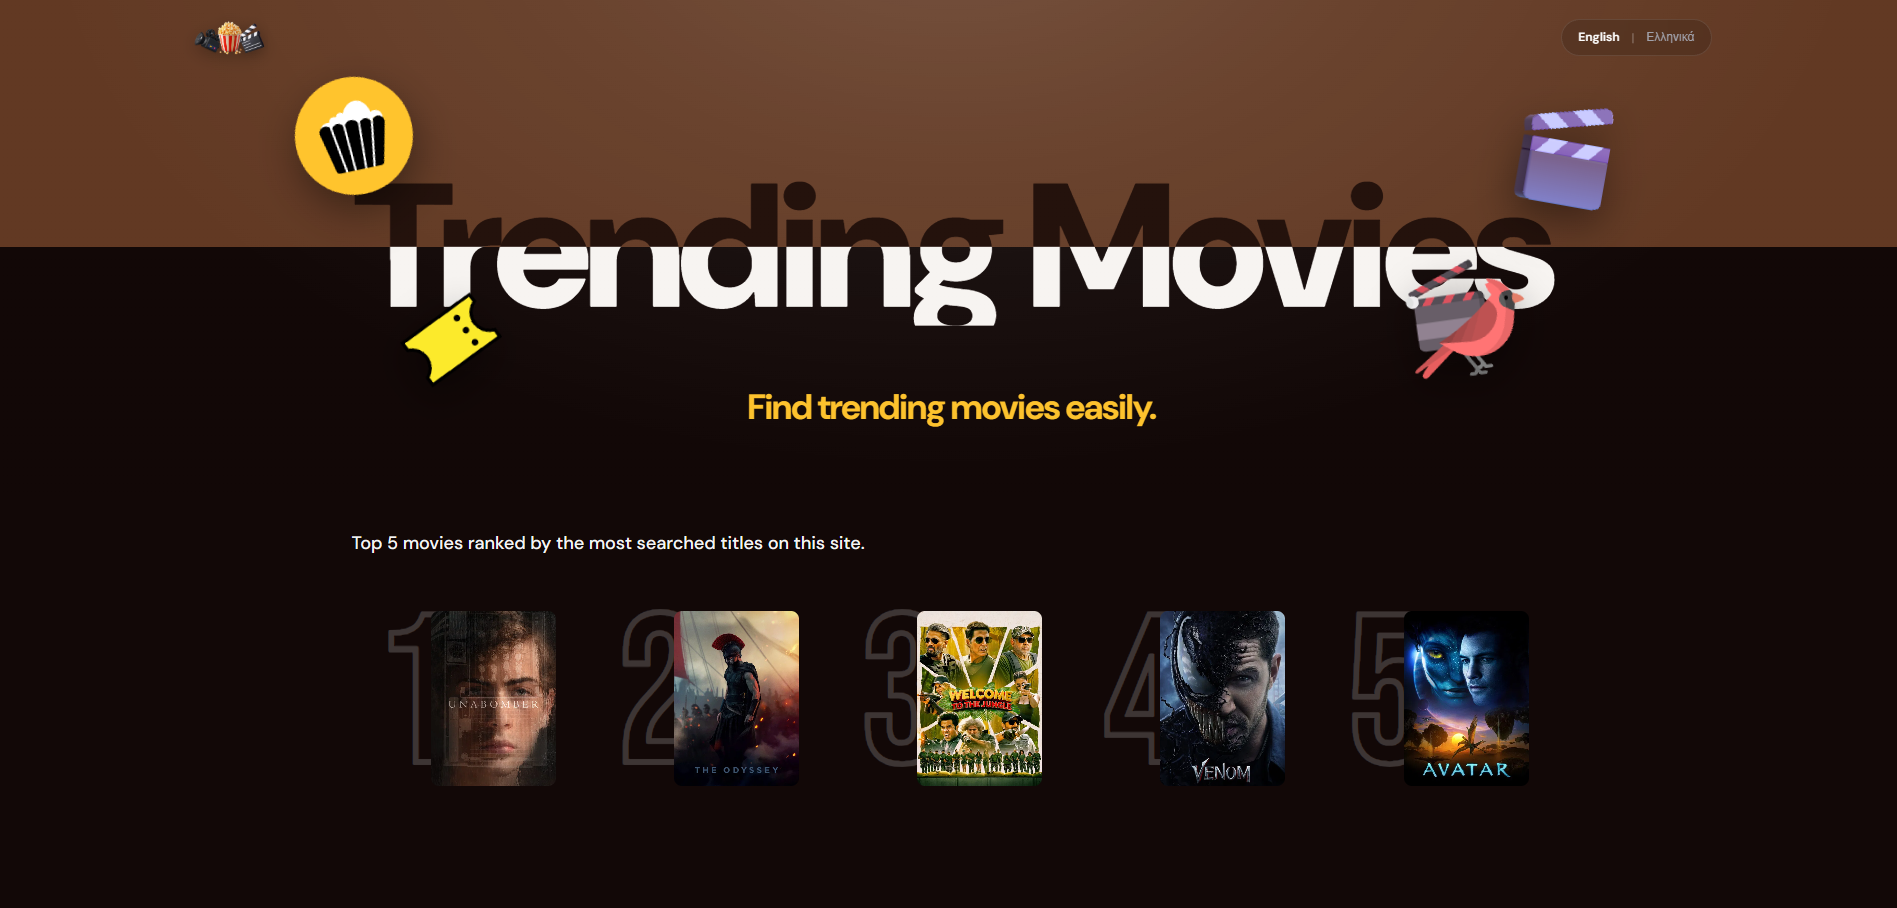 English | Ελληνικά
Trending Movies
Find trending movies easily.
Top 5 movies ranked by the most searched titles on this site.
1
UNABOMBER
2
THE ODYSSEY
3
WELCOME
TO THE JUNGLE
4
VENOM
5
AVATAR